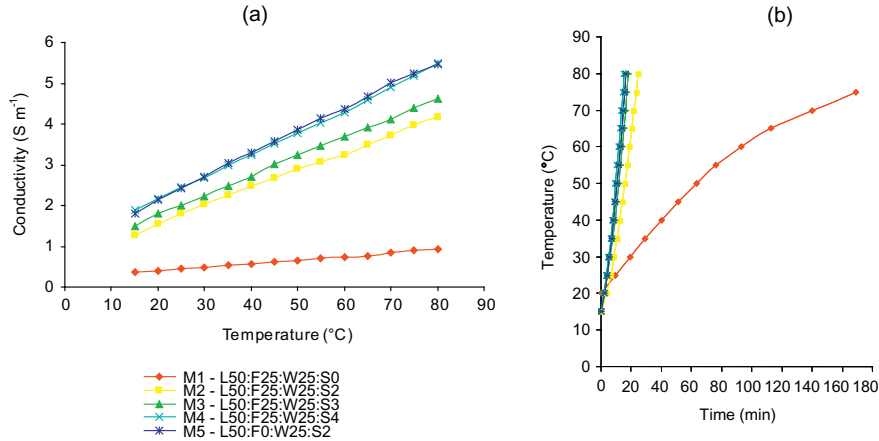 (a)
Conductivity (S m⁻¹)
6
5
4
3
2
1
0
0 10 20 30 40 50 60 70 80 90
Temperature (°C)
M1 - L50:F25:W25:S0
M2 - L50:F25:W25:S2
M3 - L50:F25:W25:S3
M4 - L50:F25:W25:S4
M5 - L50:F0:W25:S2
(b)
Temperature (°C)
90
80
70
60
50
40
30
20
10
0
0 20 40 60 80 100 120 140 160 180
Time (min)